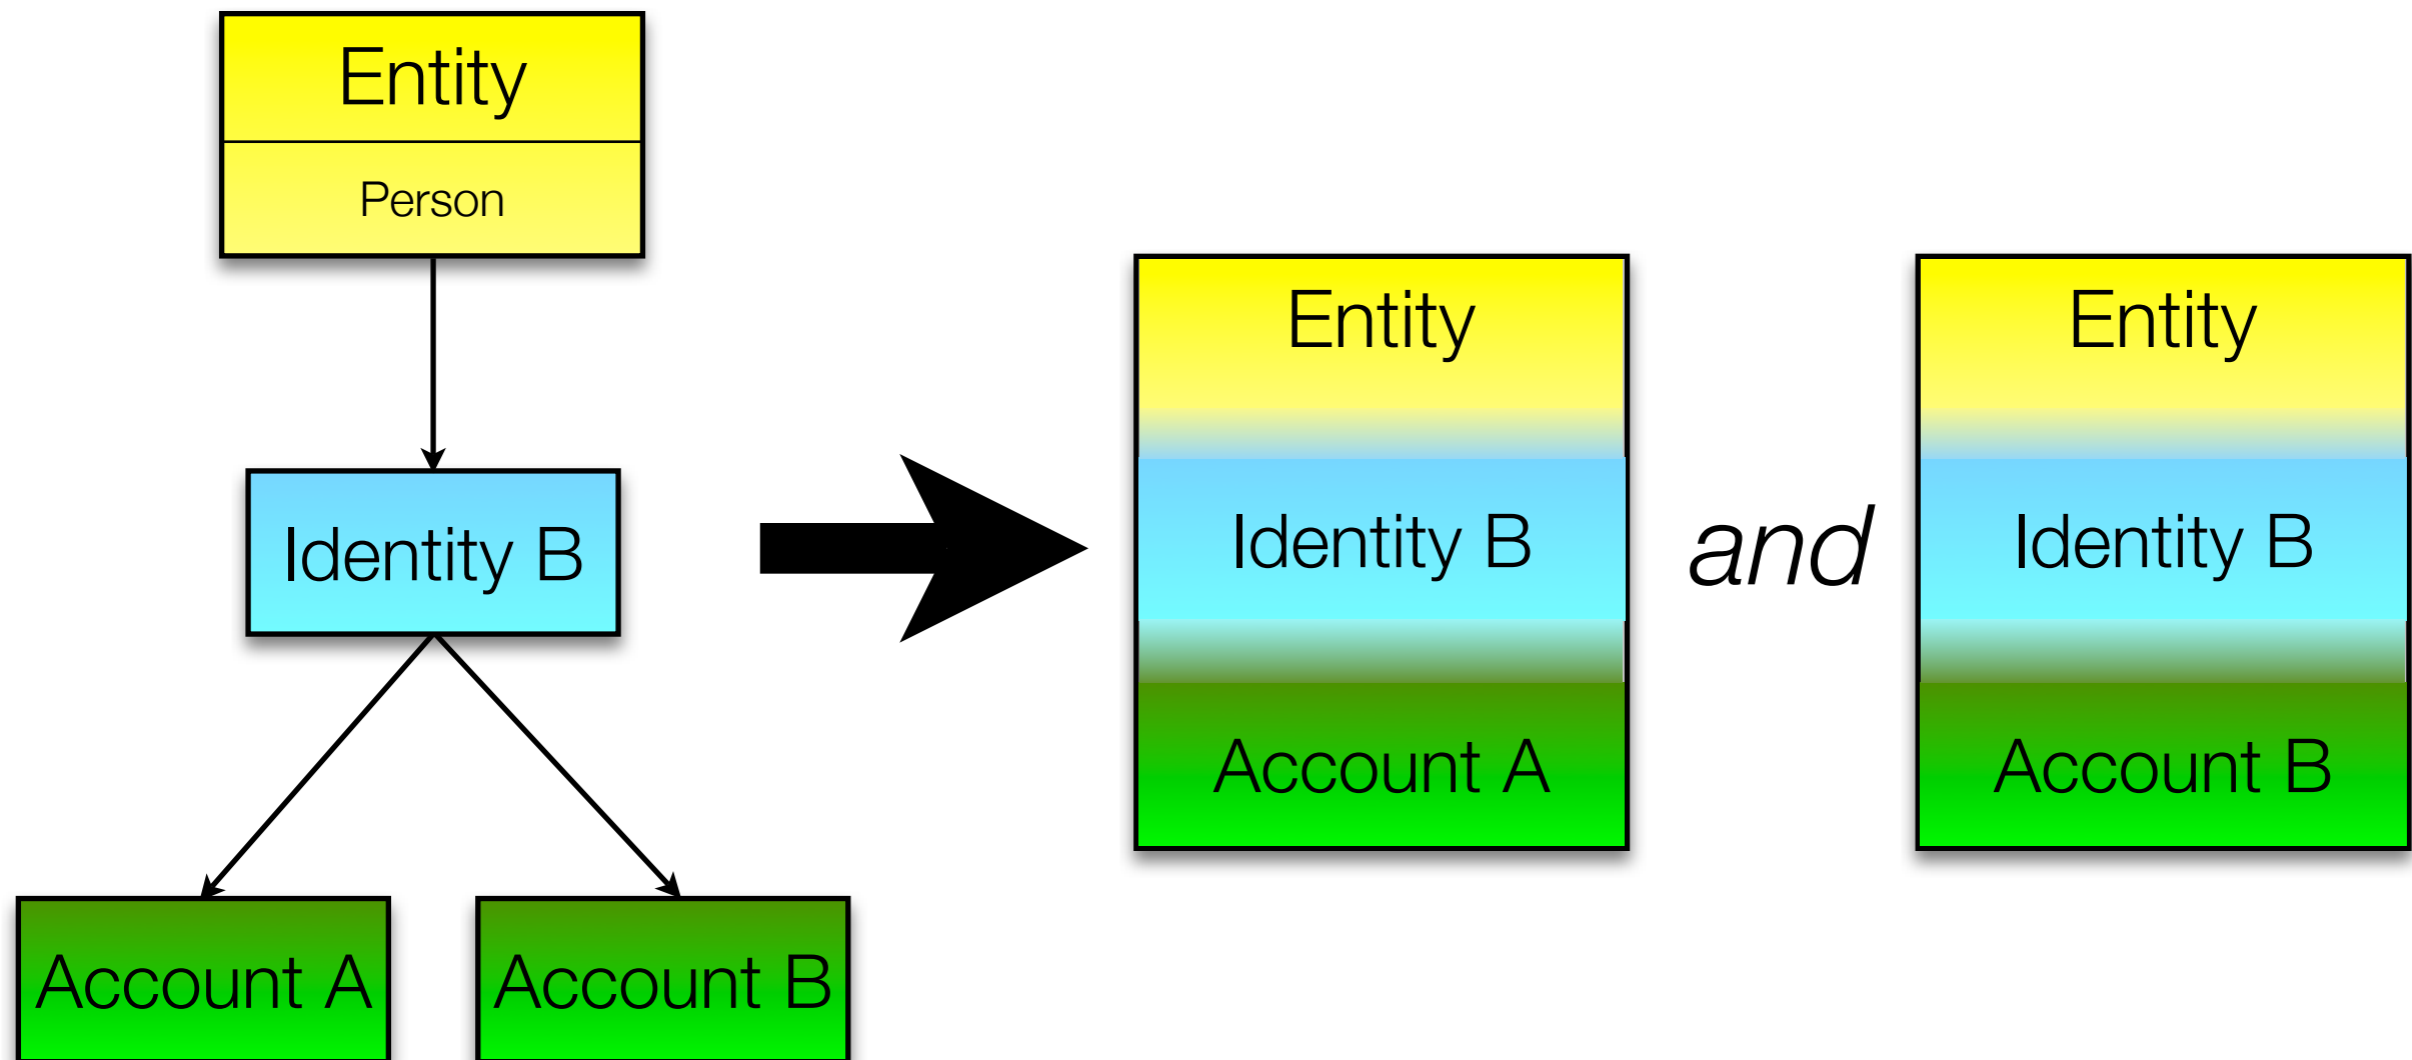 Entity
Person
Identity B
Account A
Account B
Entity
Identity B
Account A
and
Entity
Identity B
Account B